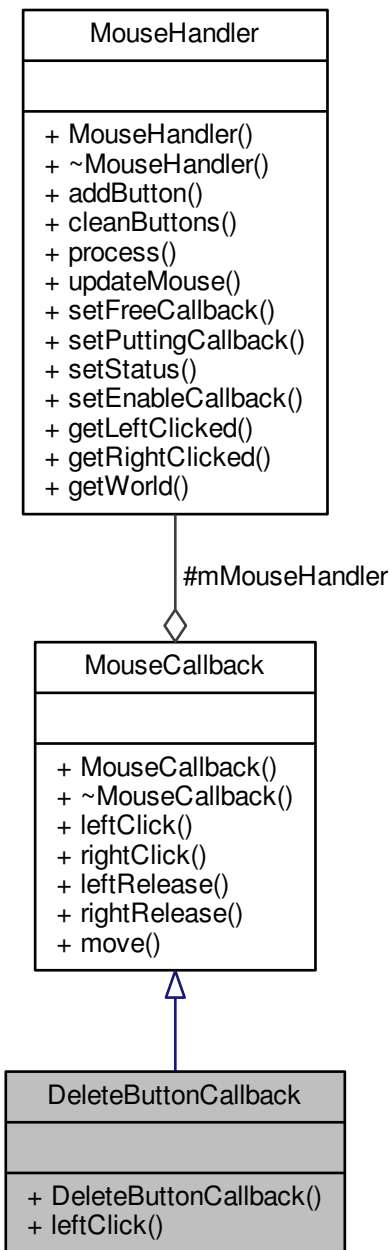 MouseHandler
+ MouseHandler()
+ ~MouseHandler()
+ addButton()
+ cleanButtons()
+ process()
+ updateMouse()
+ setFreeCallback()
+ setPuttingCallback()
+ setStatus()
+ setEnableCallback()
+ getLeftClicked()
+ getRightClicked()
+ getWorld()
#mMouseHandler
MouseCallback
+ MouseCallback()
+ ~MouseCallback()
+ leftClick()
+ rightClick()
+ leftRelease()
+ rightRelease()
+ move()
DeleteButtonCallback
+ DeleteButtonCallback()
+ leftClick()